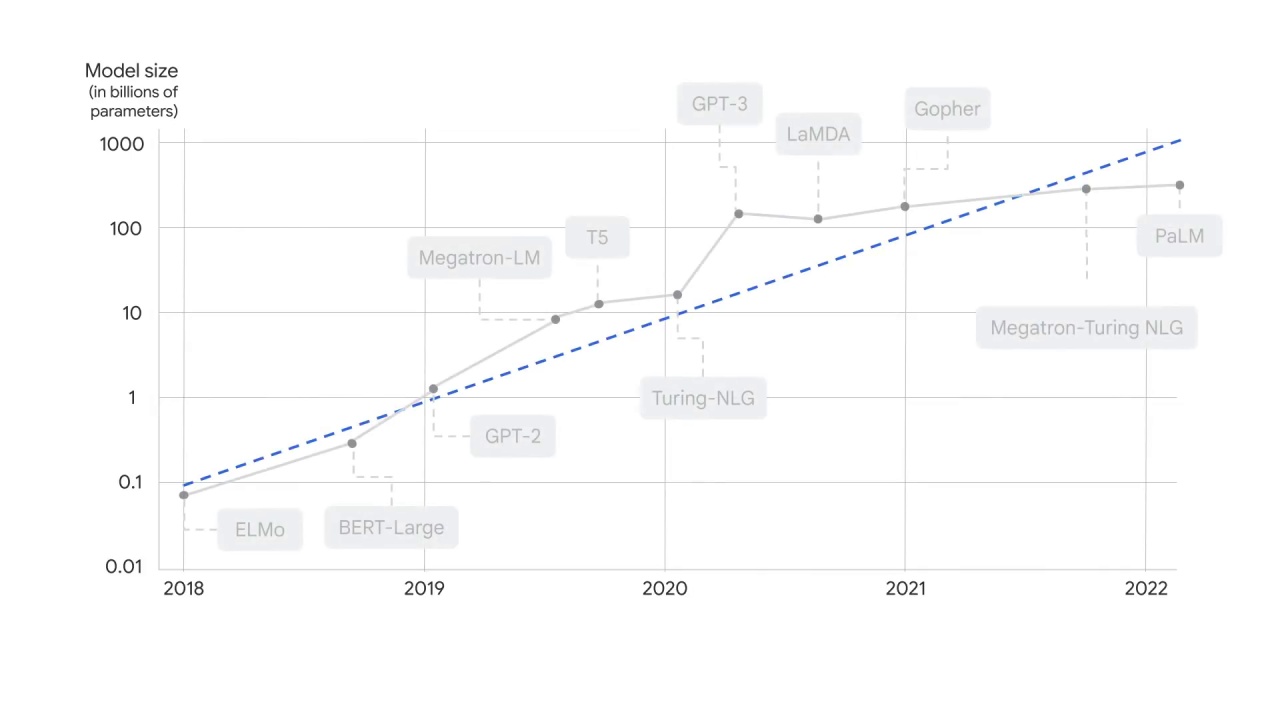 Model size
(in billions of
parameters)
1000
100
10
1
0.1
0.01
GPT-3
LaMDA
Gopher
T5
Megatron-LM
PaLM
Megatron-Turing NLG
Turing-NLG
GPT-2
ELMo
BERT-Large
2018
2019
2020
2021
2022